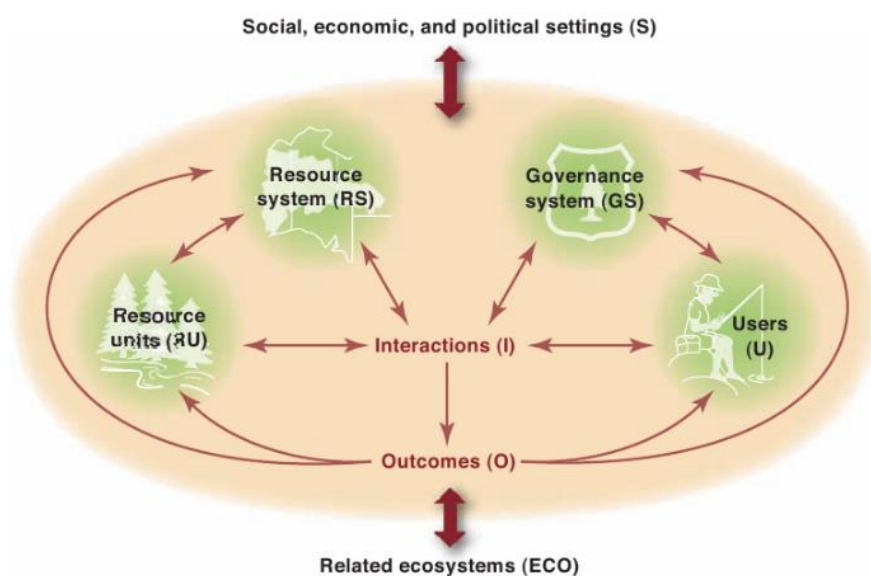 Social, economic, and political settings (S)
Resource
system (RS)
Governance
system (GS)
Resource
units (RU)
Interactions (I)
Users
(U)
Outcomes (O)
Related ecosystems (ECO)